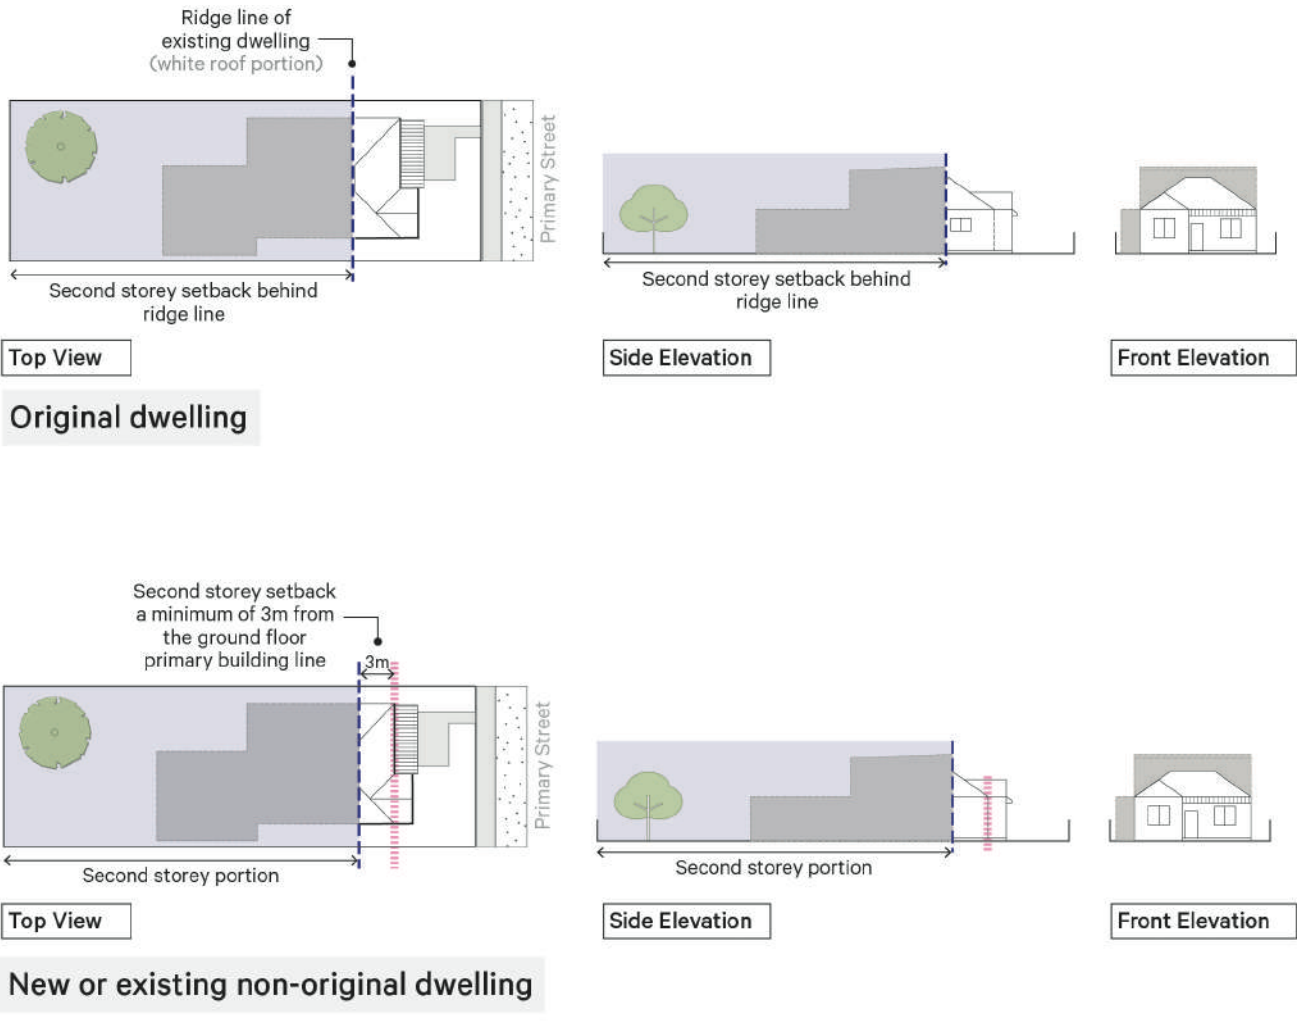 Ridge line of
existing dwelling
(white roof portion)
Primary Street
Second storey setback behind
ridge line
Second storey setback behind
ridge line
Top View
Side Elevation
Front Elevation
Original dwelling
Second storey setback
a minimum of 3m from
the ground floor
primary building line
3m
Primary Street
Second storey portion
Second storey portion
Top View
Side Elevation
Front Elevation
New or existing non-original dwelling